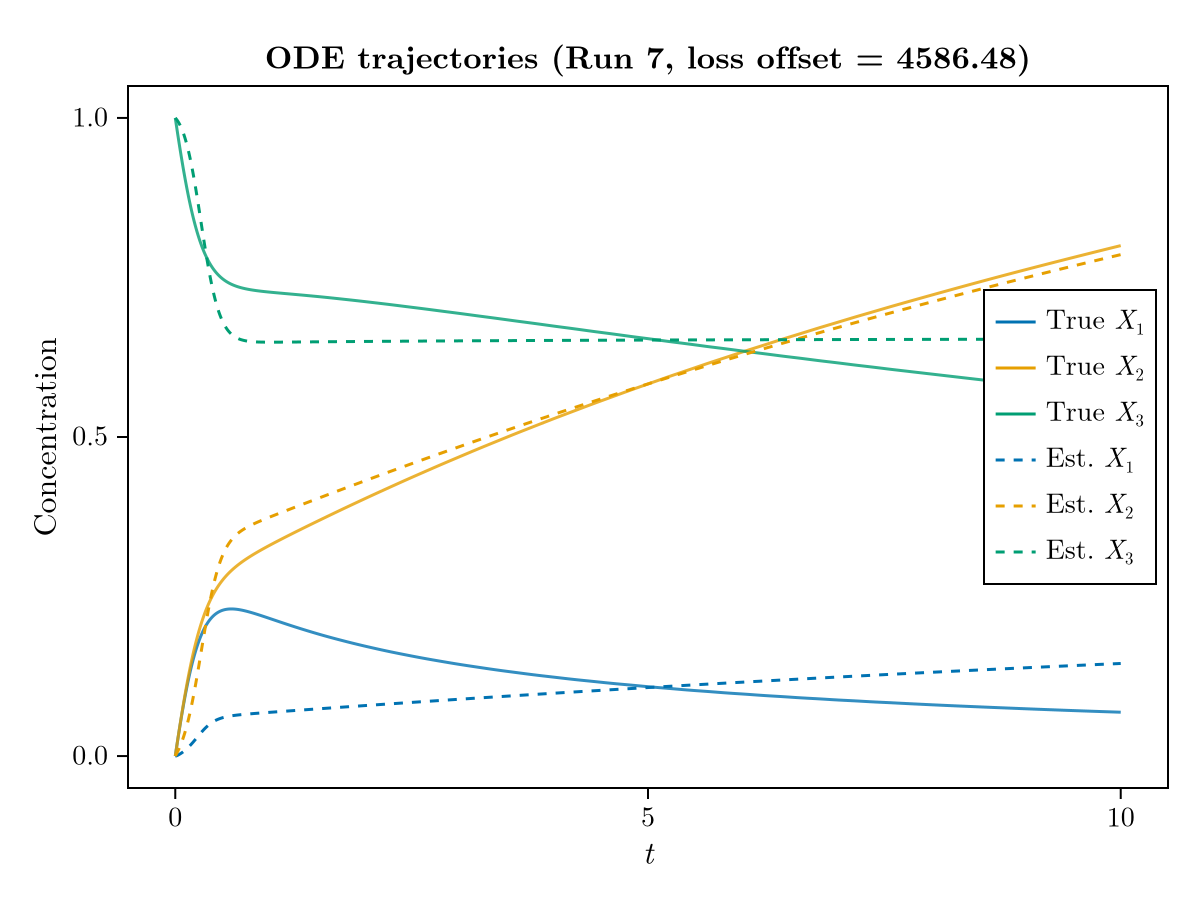 ODE trajectories (Run 7, loss offset = 4586.48)
1.0
0.5
0.0
Concentration
0
5
10
t
True X₁
True X₂
True X₃
Est. X₁
Est. X₂
Est. X₃